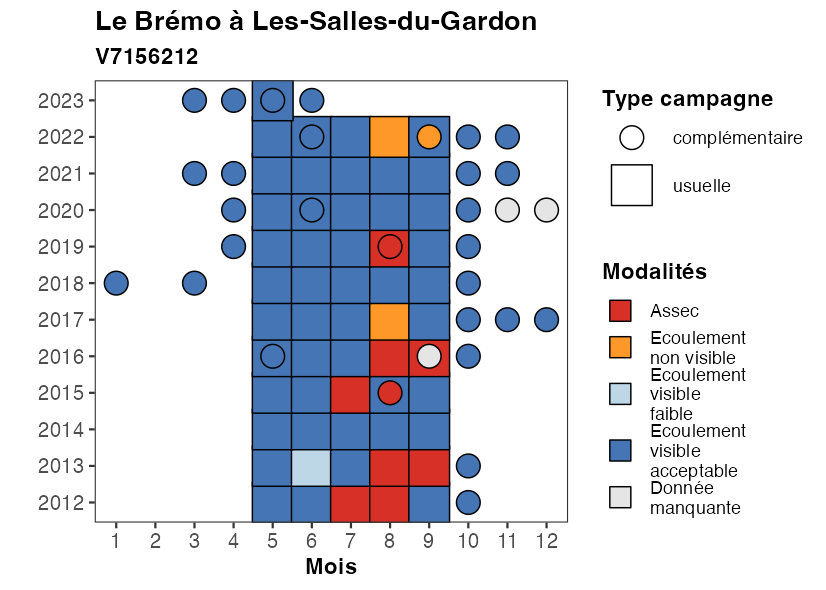 Le Brémo à Les-Salles-du-Gardon
V7156212
2023
2022
2021
2020
2019
2018
2017
2016
2015
2014
2013
2012
1 2 3 4 5 6 7 8 9 10 11 12
Mois
Type campagne
complémentaire
usuelle
Modalités
Assec
Ecoulement
non visible
Ecoulement
visible
faible
Ecoulement
visible
acceptable
Donnée
manquante